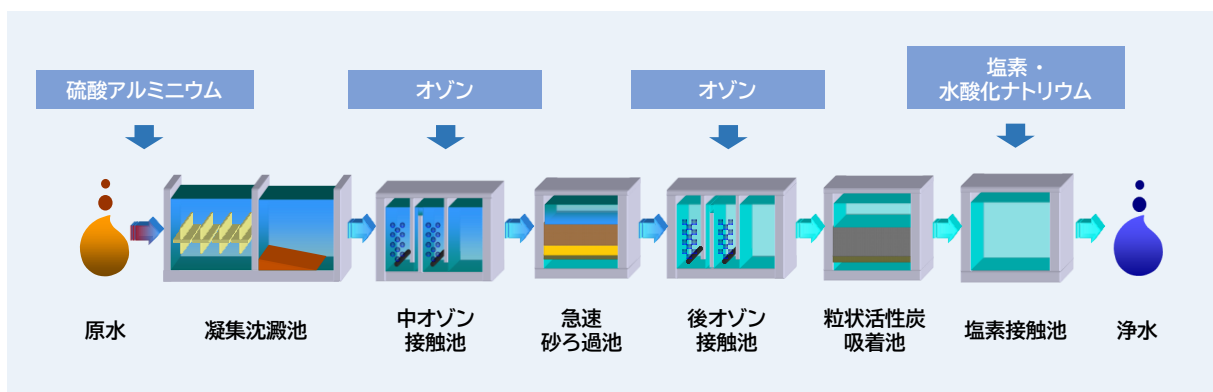 硫酸アルミニウム
オゾン
オゾン
塩素・
水酸化ナトリウム
原水
凝集沈澱池
中オゾン
接触池
急速
砂ろ過池
後オゾン
接触池
粒状活性炭
吸着池
塩素接触池
浄水